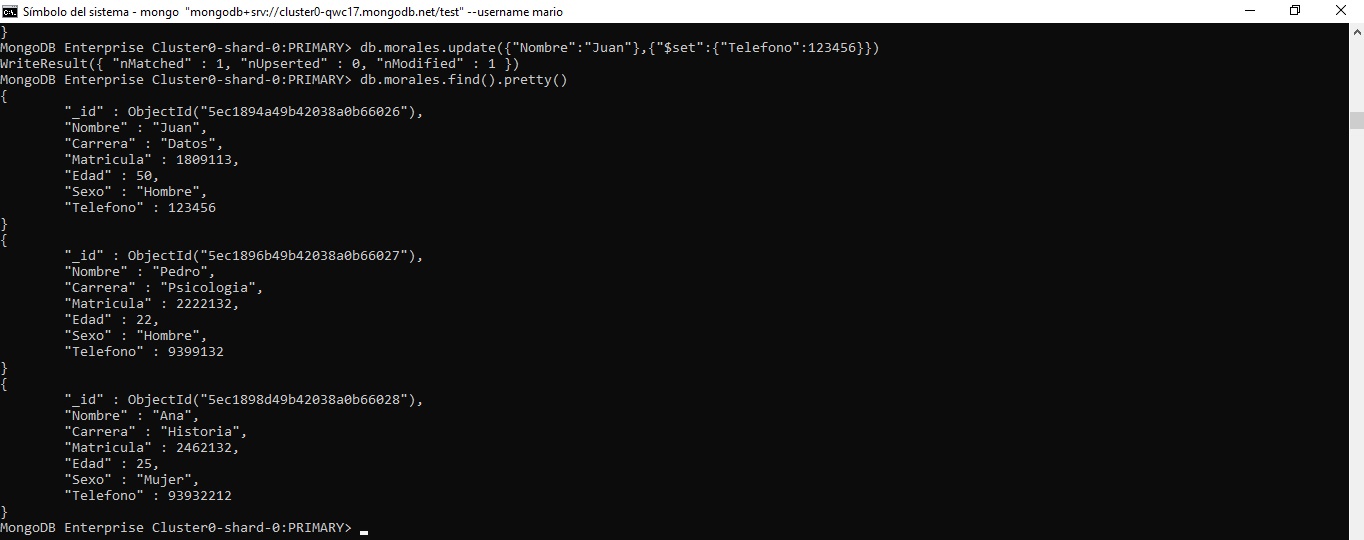 Símbolo del sistema - mongo "mongodb+srv://cluster0-qwc17.mongodb.net/test" --username mario
}
MongoDB Enterprise Cluster0-shard-0:PRIMARY> db.morales.update({"Nombre":"Juan"},{"$set":{"Telefono":123456}})
WriteResult({ "nMatched" : 1, "nUpserted" : 0, "nModified" : 1 })
MongoDB Enterprise Cluster0-shard-0:PRIMARY> db.morales.find().pretty()
{
        "_id" : ObjectId("5ec1894a49b42038a0b66026"),
        "Nombre" : "Juan",
        "Carrera" : "Datos",
        "Matricula" : 1809113,
        "Edad" : 50,
        "Sexo" : "Hombre",
        "Telefono" : 123456
}
{
        "_id" : ObjectId("5ec1896b49b42038a0b66027"),
        "Nombre" : "Pedro",
        "Carrera" : "Psicologia",
        "Matricula" : 2222132,
        "Edad" : 22,
        "Sexo" : "Hombre",
        "Telefono" : 9399132
}
{
        "_id" : ObjectId("5ec1898d49b42038a0b66028"),
        "Nombre" : "Ana",
        "Carrera" : "Historia",
        "Matricula" : 2462132,
        "Edad" : 25,
        "Sexo" : "Mujer",
        "Telefono" : 93932212
}
MongoDB Enterprise Cluster0-shard-0:PRIMARY>